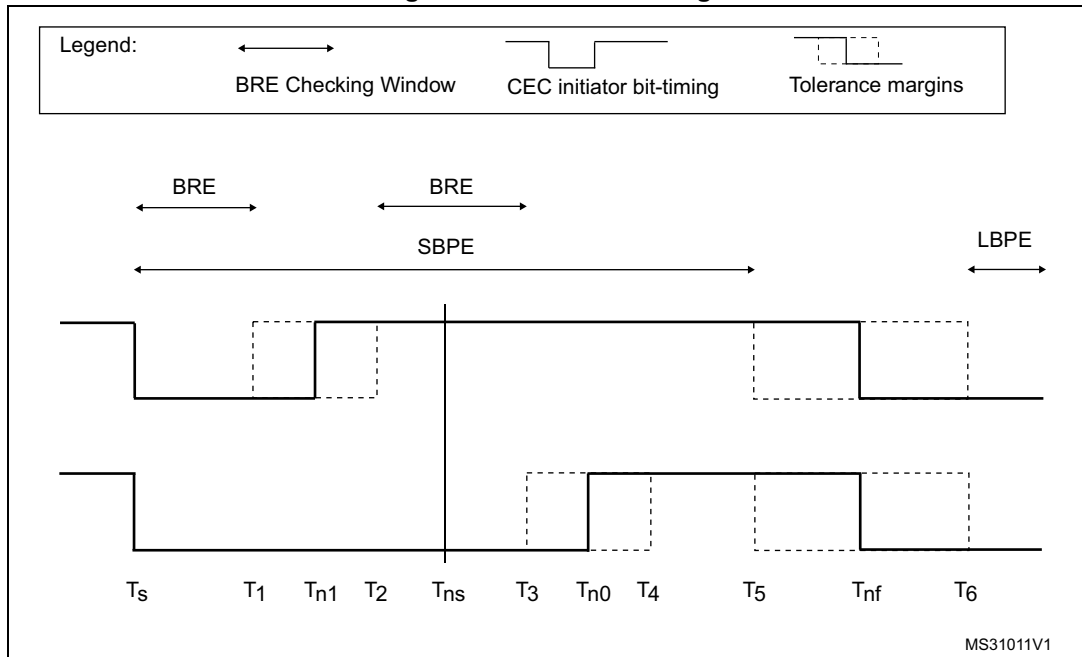 Legend:
BRE Checking Window
CEC initiator bit-timing
Tolerance margins
BRE
BRE
SBPE
LBPE
Ts T1 Tn1 T2 Tns T3 Tn0 T4 T5 Tnf T6
MS31011V1